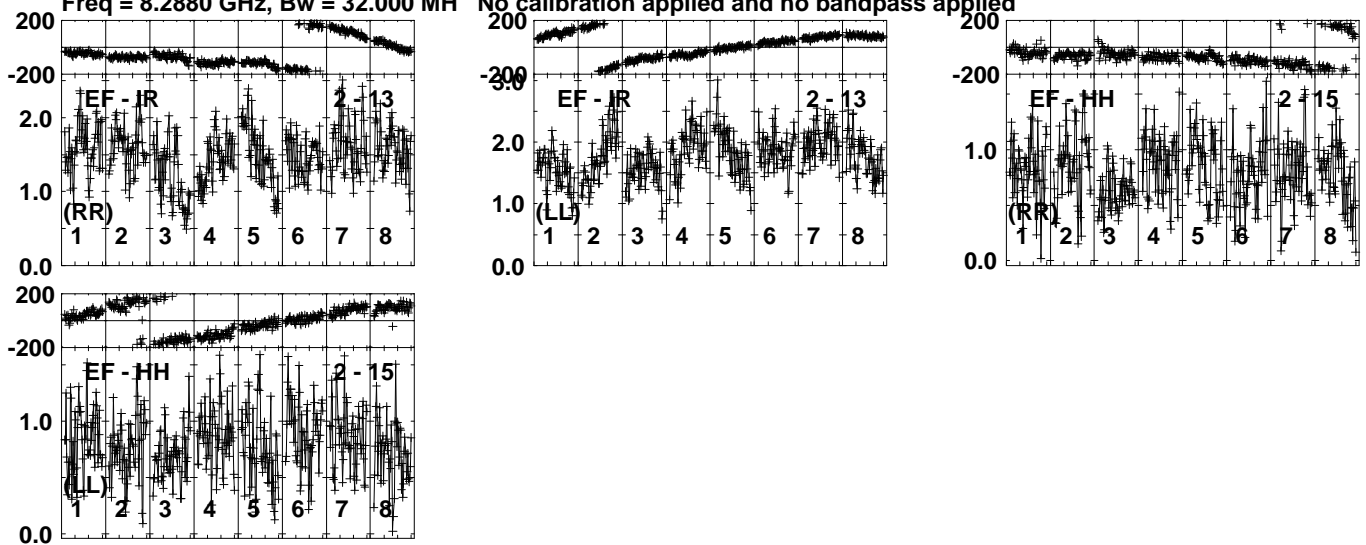 Freq = 8.2880 GHz, Bw = 32.000 MH No calibration applied and no bandpass applied
200
-200
EF - IR 2 - 13
2.0
1.0
(RR)
1 2 3 4 5 6 7 8
0.0
200
-200
3.0
EF - IR 2 - 13
2.0
1.0
(LL)
1 2 3 4 5 6 7 8
0.0
200
-200
EF - HH 2 - 15
1.0
(RR)
1 2 3 4 5 6 7 8
0.0
200
-200
EF - HH 2 - 15
1.0
(LL)
1 2 3 4 5 6 7 8
0.0